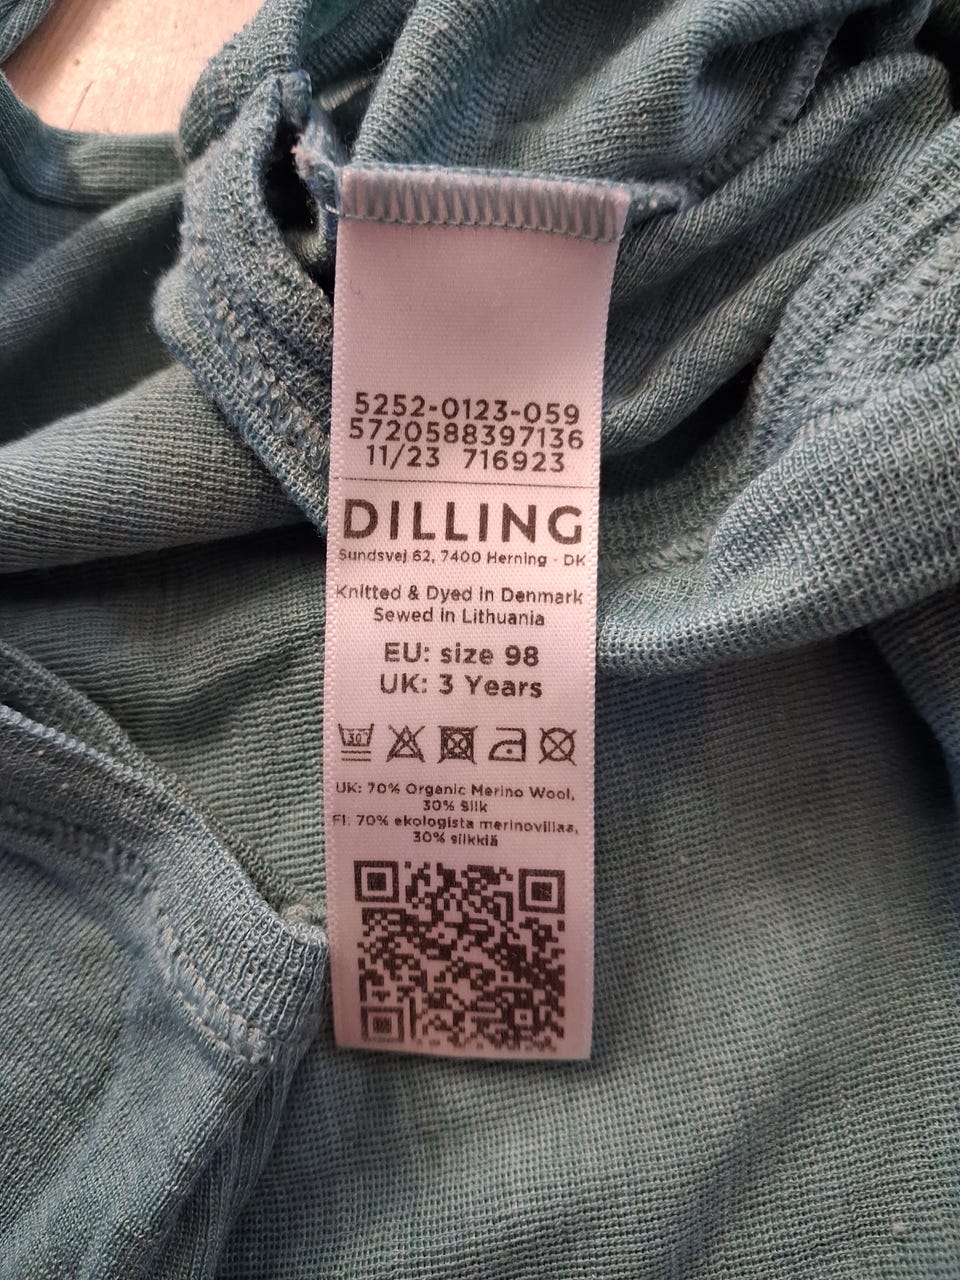 5252-0123-059
5720588397136
11/23 716923
DILLING
Sundsvej 62, 7400 Herning - DK
Knitted & Dyed in Denmark
Sewed in Lithuania
EU: size 98
UK: 3 Years
30°
UK: 70% Organic Merino Wool,
30% Silk
FI: 70% ekologista merinovillaa,
30% silkkiä